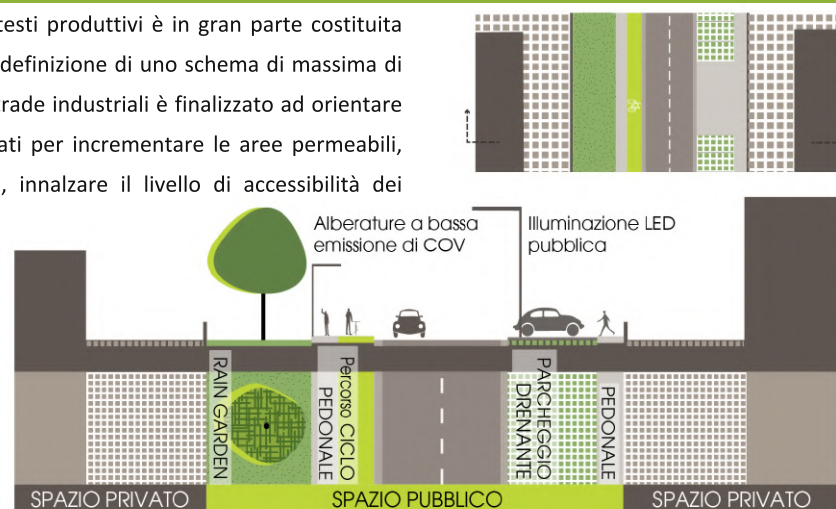 testi produttivi è in gran parte costituita
definizione di uno schema di massima di
trade industriali è finalizzato ad orientare
ati per incrementare le aree permeabili,
, innalzare il livello di accessibilità dei
Alberature a bassa
emissione di COV
Illuminazione LED
pubblica
RAIN GARDEN
Percorso CICLO
PEDONALE
PARCHEGGIO
DRENANTE
PEDONALE
SPAZIO PRIVATO
SPAZIO PUBBLICO
SPAZIO PRIVATO